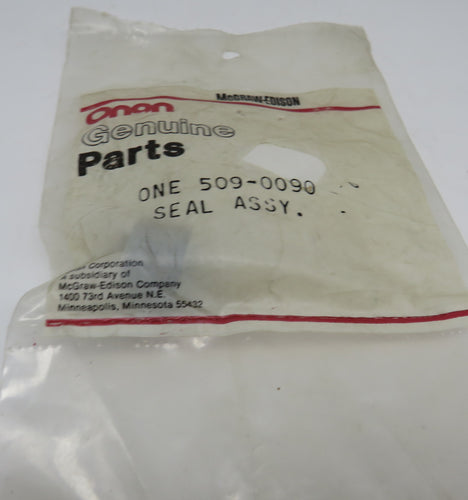 McGRAW-EDISON
Onan
Genuine
Parts
ONE 509-0090
SEAL ASSY.
Corporation
A subsidiary of
McGraw-Edison Company
1400 73rd Avenue N.E.
Minneapolis, Minnesota 55432